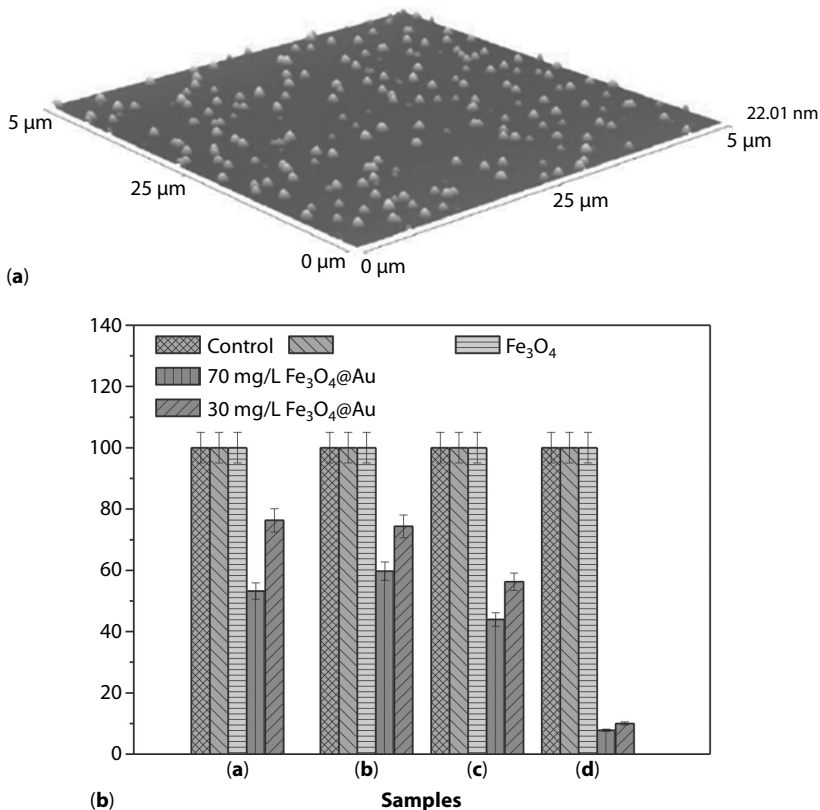 22.01 nm
5 μm
5 μm
25 μm
25 μm
0 μm 0 μm
(a)
140
Control Fe₃O₄
120
70 mg/L Fe₃O₄@Au
30 mg/L Fe₃O₄@Au
100
80
60
40
20
0
(a) (b) (c) (d)
(b) Samples